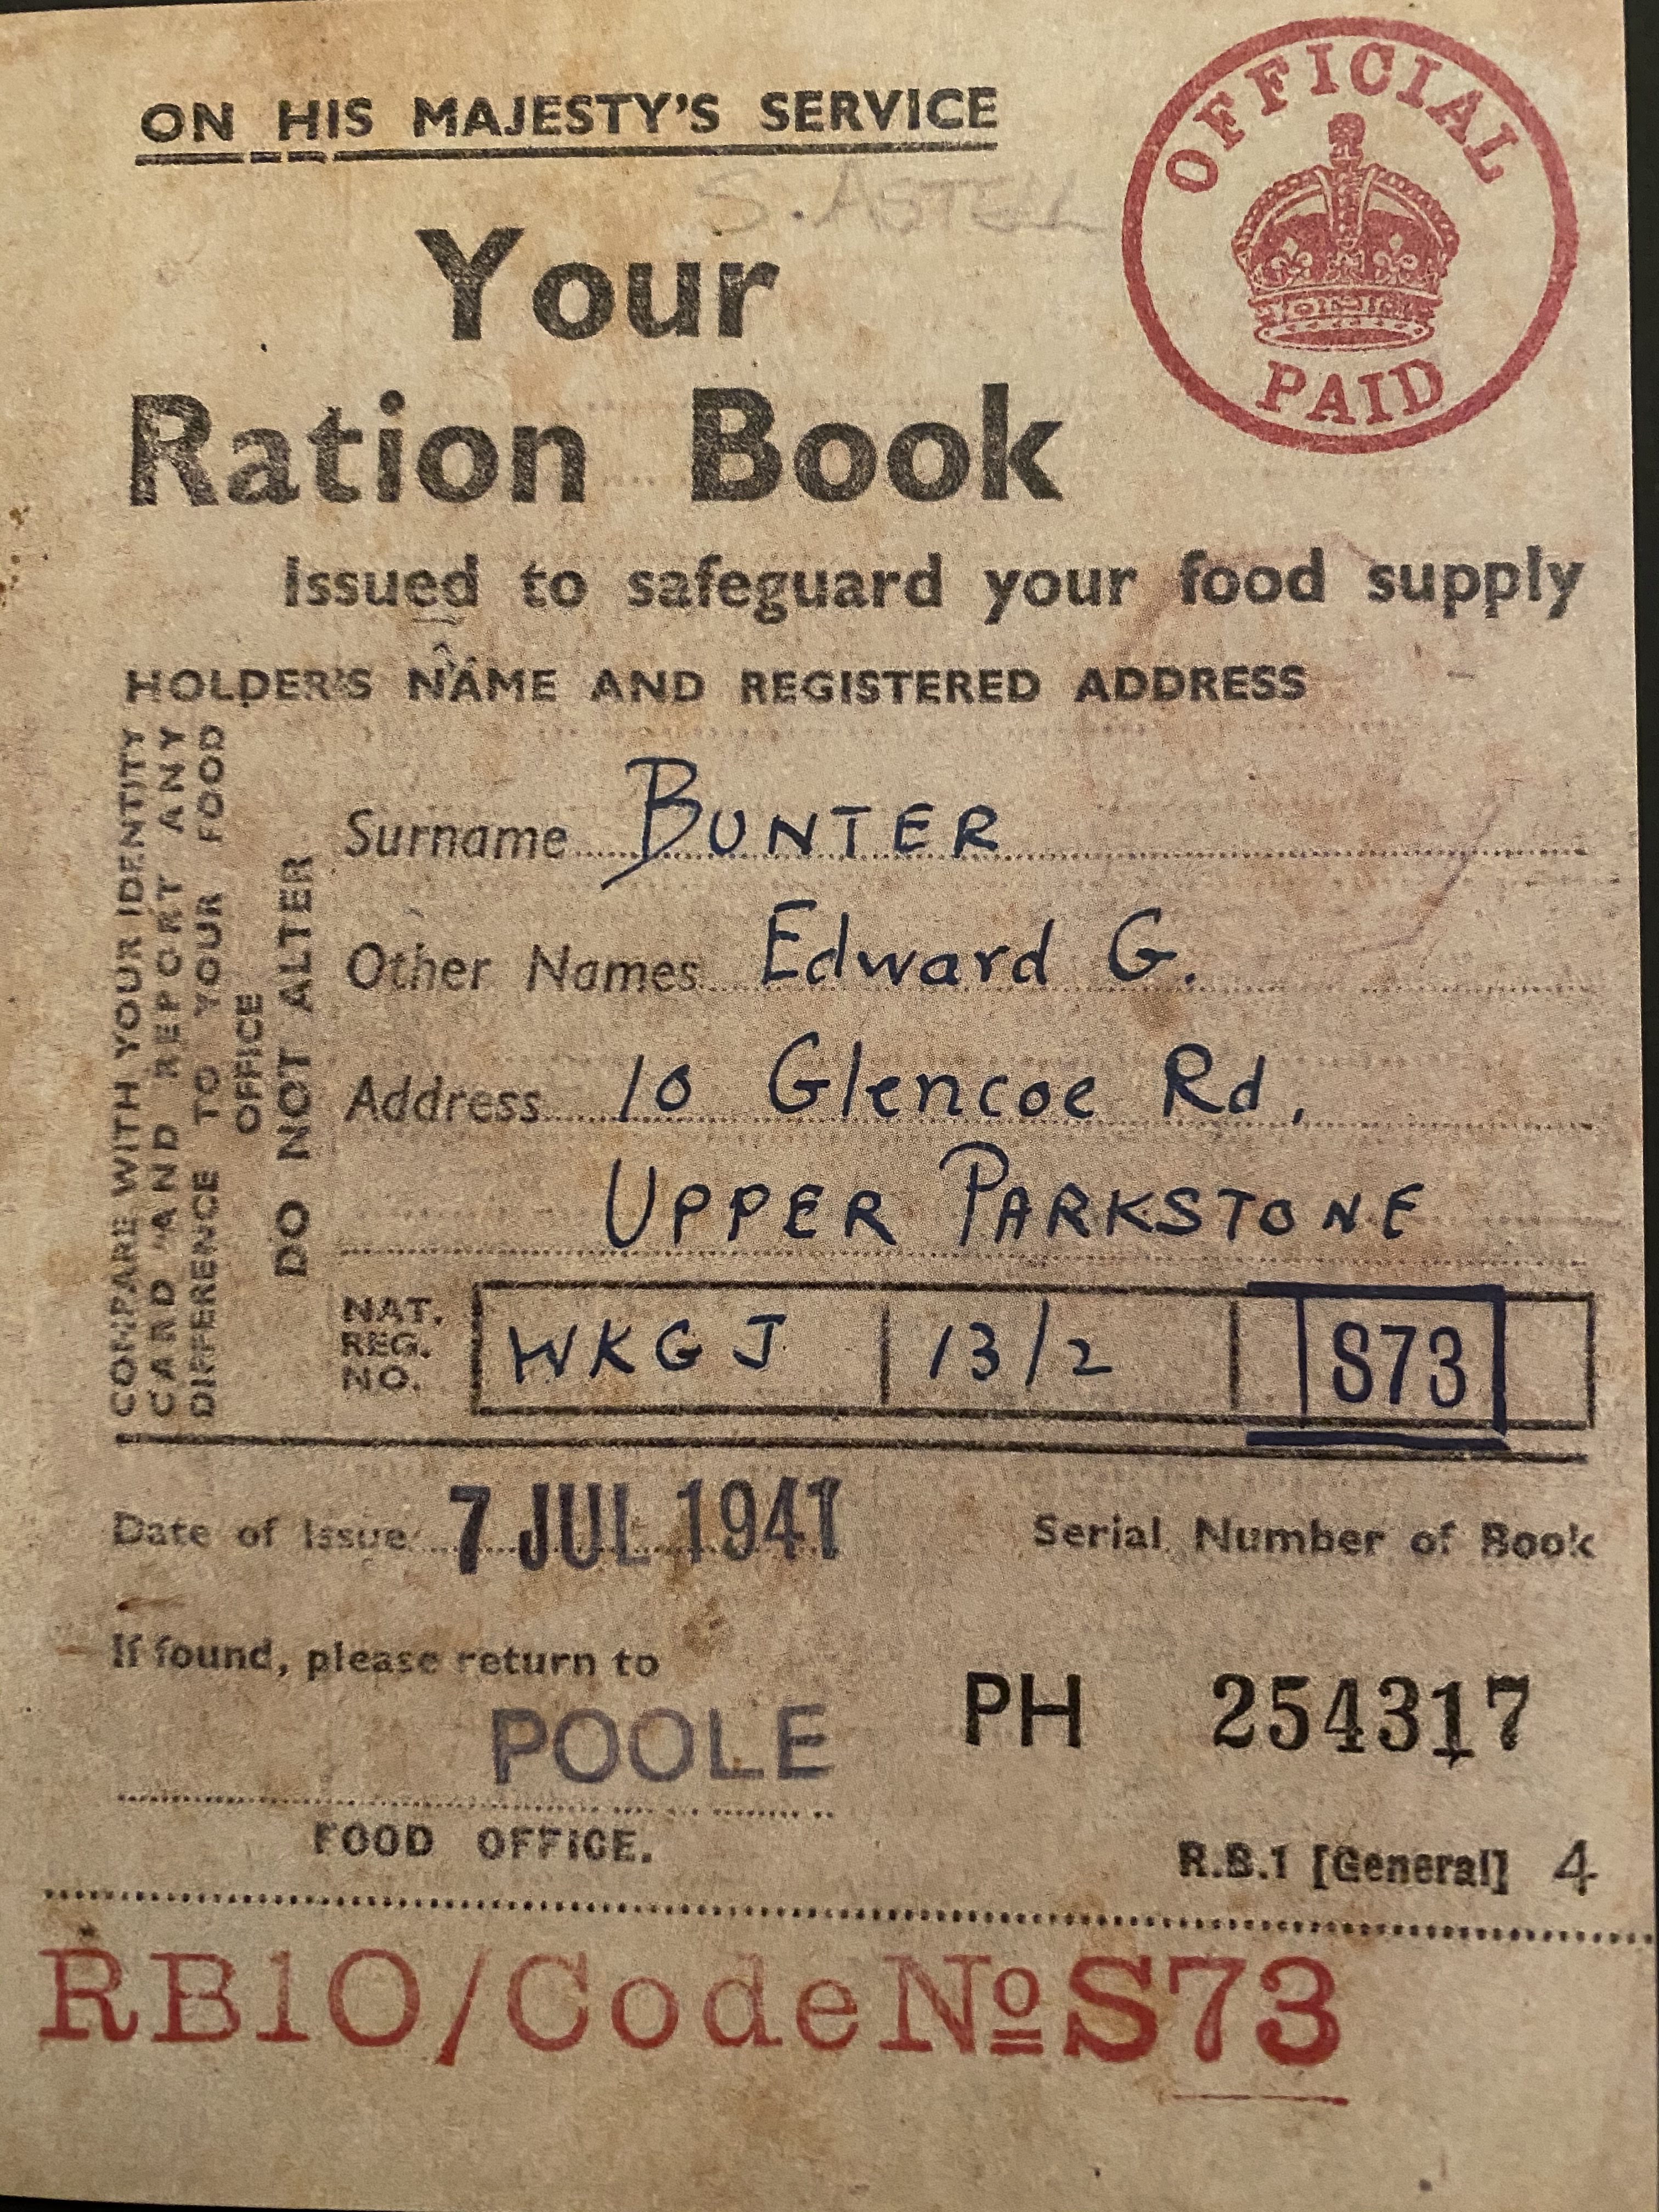 ON HIS MAJESTY'S SERVICE
OFFICIAL
PAID
S. ASTELL
Your
Ration Book
Issued to safeguard your food supply
HOLDER'S NAME AND REGISTERED ADDRESS
COMPARE WITH YOUR IDENTITY
CARD AND REPORT ANY
DIFFERENCE TO YOUR FOOD
OFFICE
DO NOT ALTER
Surname BUNTER
Other Names Edward G.
Address 10 Glencoe Rd,
UPPER PARKSTONE
NAT.
REG.
NO.
WKGJ 13/2 S73
Date of Issue 7 JUL 1941
Serial Number of Book
If found, please return to
PH 254317
POOLE
FOOD OFFICE.
R.B.1 [General] 4
RB10/Code No S73